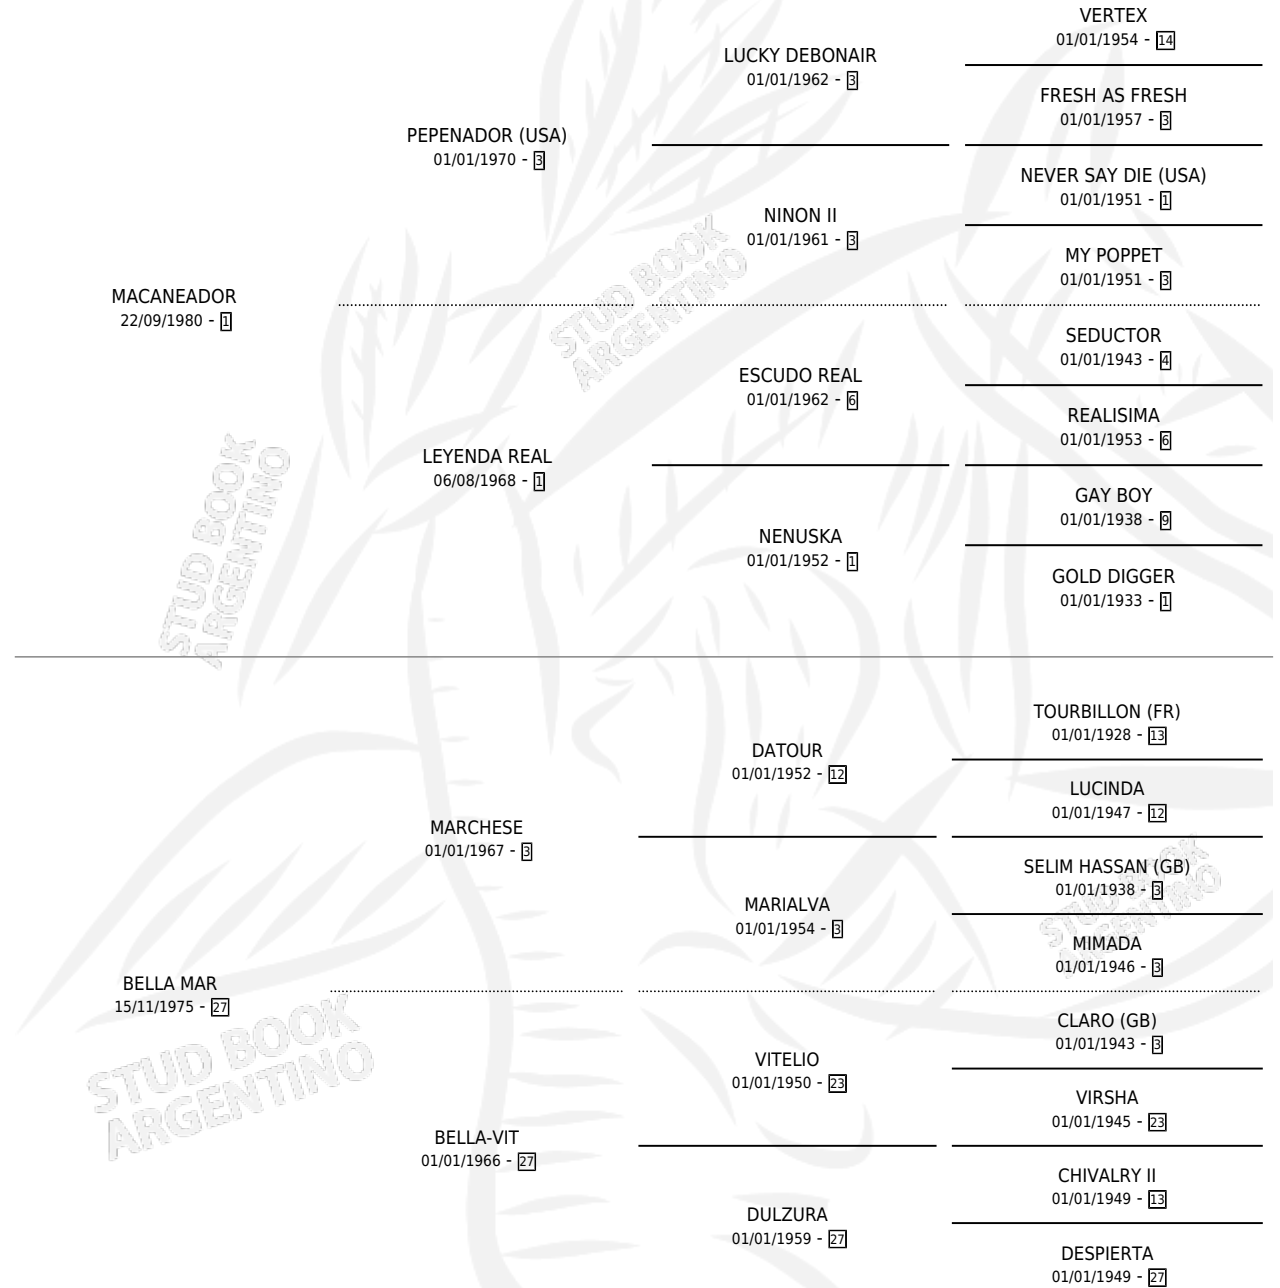 VERTEX
01/01/1954 - 14
LUCKY DEBONAIR
01/01/1962 - 3
FRESH AS FRESH
01/01/1957 - 3
PEPENADOR (USA)
01/01/1970 - 3
NEVER SAY DIE (USA)
01/01/1951 - 1
NINON II
01/01/1961 - 3
MY POPPET
01/01/1951 - 3
MACANEADOR
22/09/1980 - 1
SEDUCTOR
01/01/1943 - 4
ESCUDO REAL
01/01/1962 - 6
REALISIMA
01/01/1953 - 6
LEYENDA REAL
06/08/1968 - 1
GAY BOY
01/01/1938 - 9
NENUSKA
01/01/1952 - 1
GOLD DIGGER
01/01/1933 - 1
TOURBILLON (FR)
01/01/1928 - 13
DATOUR
01/01/1952 - 12
LUCINDA
01/01/1947 - 12
MARCHESE
01/01/1967 - 3
SELIM HASSAN (GB)
01/01/1938 - 3
MARIALVA
01/01/1954 - 3
MIMADA
01/01/1946 - 3
BELLA MAR
15/11/1975 - 27
CLARO (GB)
01/01/1943 - 3
VITELIO
01/01/1950 - 23
VIRSHA
01/01/1945 - 23
BELLA-VIT
01/01/1966 - 27
CHIVALRY II
01/01/1949 - 13
DULZURA
01/01/1959 - 27
DESPIERTA
01/01/1949 - 27
STUD BOOK
ARGENTINO
STUD BOOK
ARGENTINO
STUD BOOK
ARGENTINO
STUD BOOK
ARGENTINO